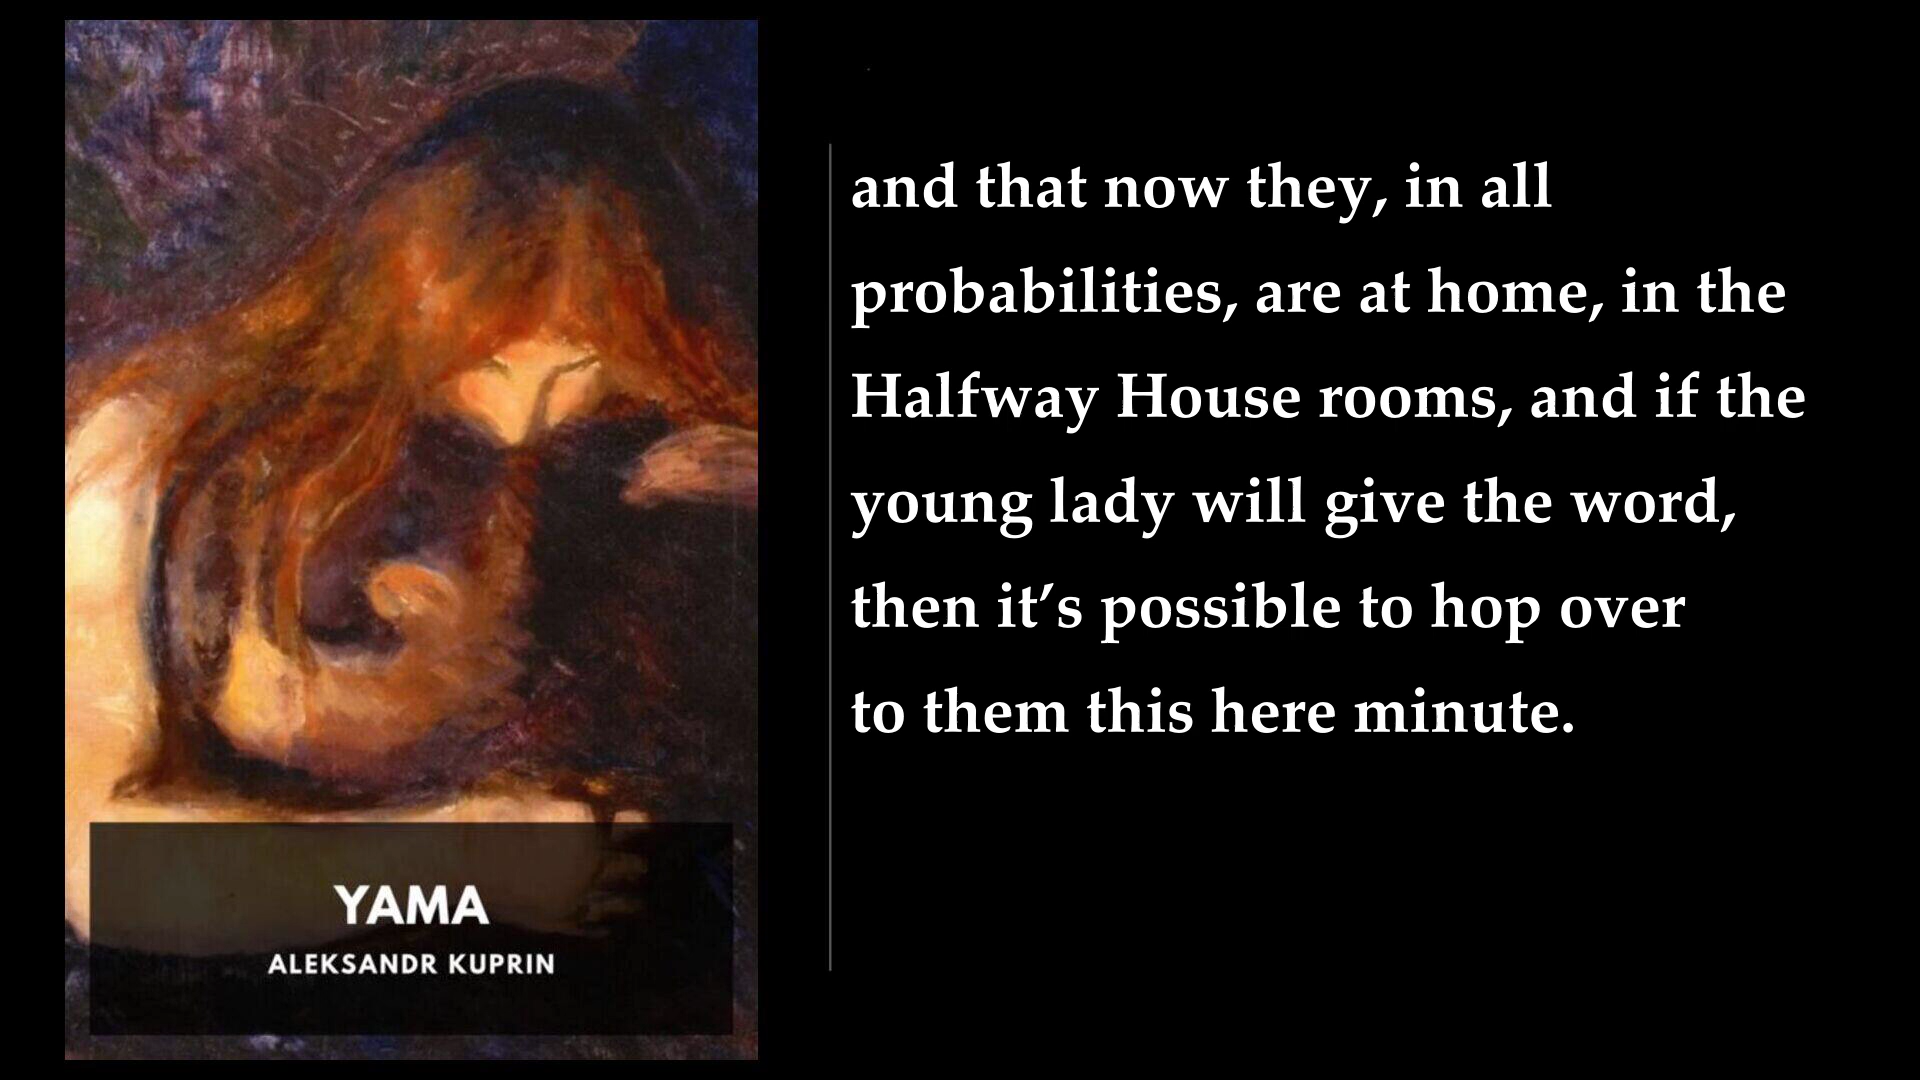 and that now they, in all
probabilities, are at home, in the
Halfway House rooms, and if the
young lady will give the word,
then it’s possible to hop over
to them this here minute.
YAMA
ALEKSANDR KUPRIN